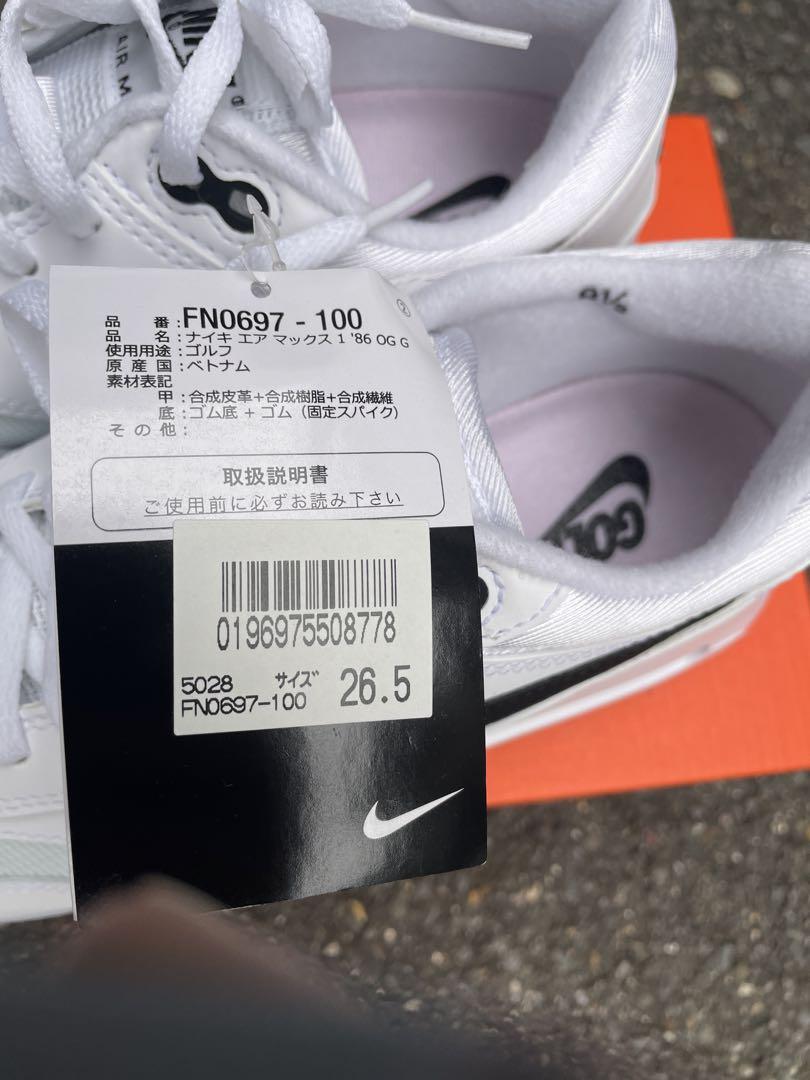 AIR M
品 番 : FN0697 - 100
②
品 名 : ナイキ エア マックス 1 '86 OG G
使用用途 : ゴルフ
原 産 国 : ベトナム
素材表記
甲 : 合成皮革+合成樹脂+合成繊維
底 : ゴム底 + ゴム (固定スパイク)
そ の 他 :
取扱説明書
ご使用前に必ずお読み下さい
0196975508778
5028 サイズ 26.5
FN0697-100
9½
GOL